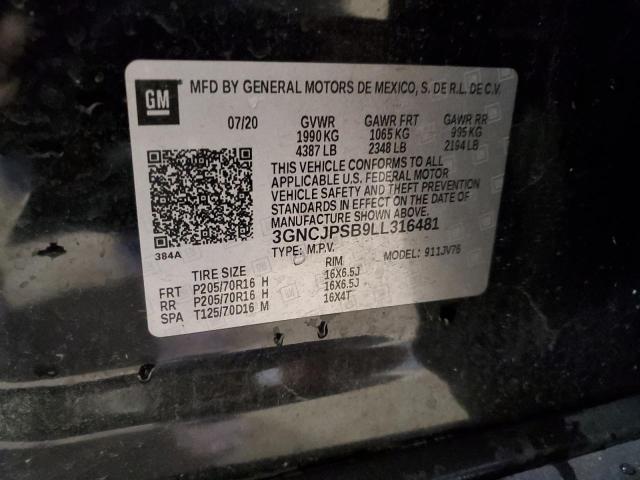 GM
MFD BY GENERAL MOTORS DE MEXICO, S. DE R.L. DE C.V.
07/20 GVWR GAWR FRT GAWR RR
1990 KG 1065 KG 995 KG
4387 LB 2348 LB 2194 LB
THIS VEHICLE CONFORMS TO ALL
APPLICABLE U.S. FEDERAL MOTOR
VEHICLE SAFETY AND THEFT PREVENTION
STANDARDS IN EFFECT ON THE DATE OF
MANUFACTURE SHOWN ABOVE.
384A
3GNCJPSB9LL316481
TYPE: M.P.V. 911JV76
TIRE SIZE RIM
FRT P205/70R16 H 16X6.5J
RR P205/70R16 H 16X6.5J
SPA T125/70D16 M 16X4T